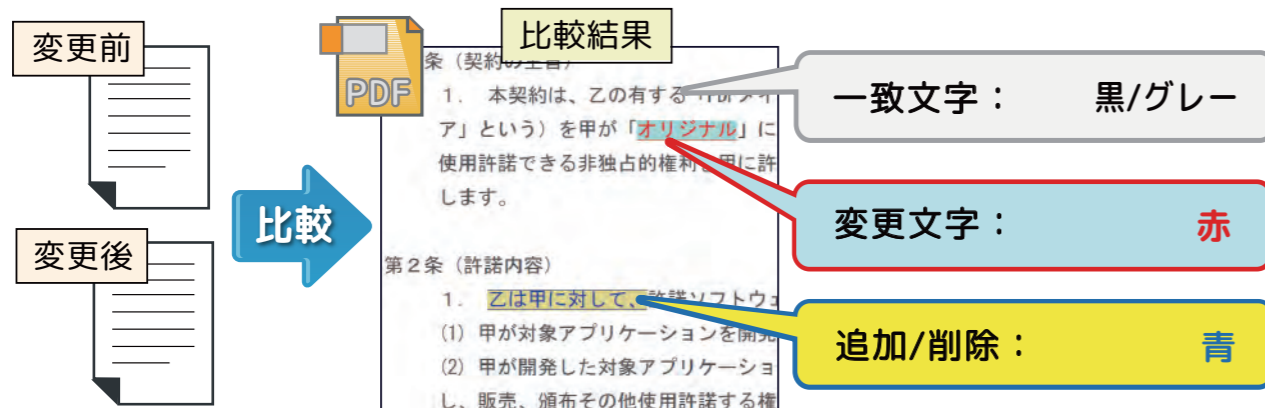 変更前
変更後
比較
PDF
比較結果
条（契約の主旨）
1． 本契約は、乙の有する
ア」という）を甲が「オリジナル」に
使用許諾できる非独占的権利を甲に許
します。
第２条（許諾内容）
1． 乙は甲に対して、許諾ソフトウェ
(1) 甲が対象アプリケーションを開発
(2) 甲が開発した対象アプリケーショ
し、販売、頒布その他使用許諾する権
一致文字： 黒/グレー
変更文字： 赤
追加/削除： 青